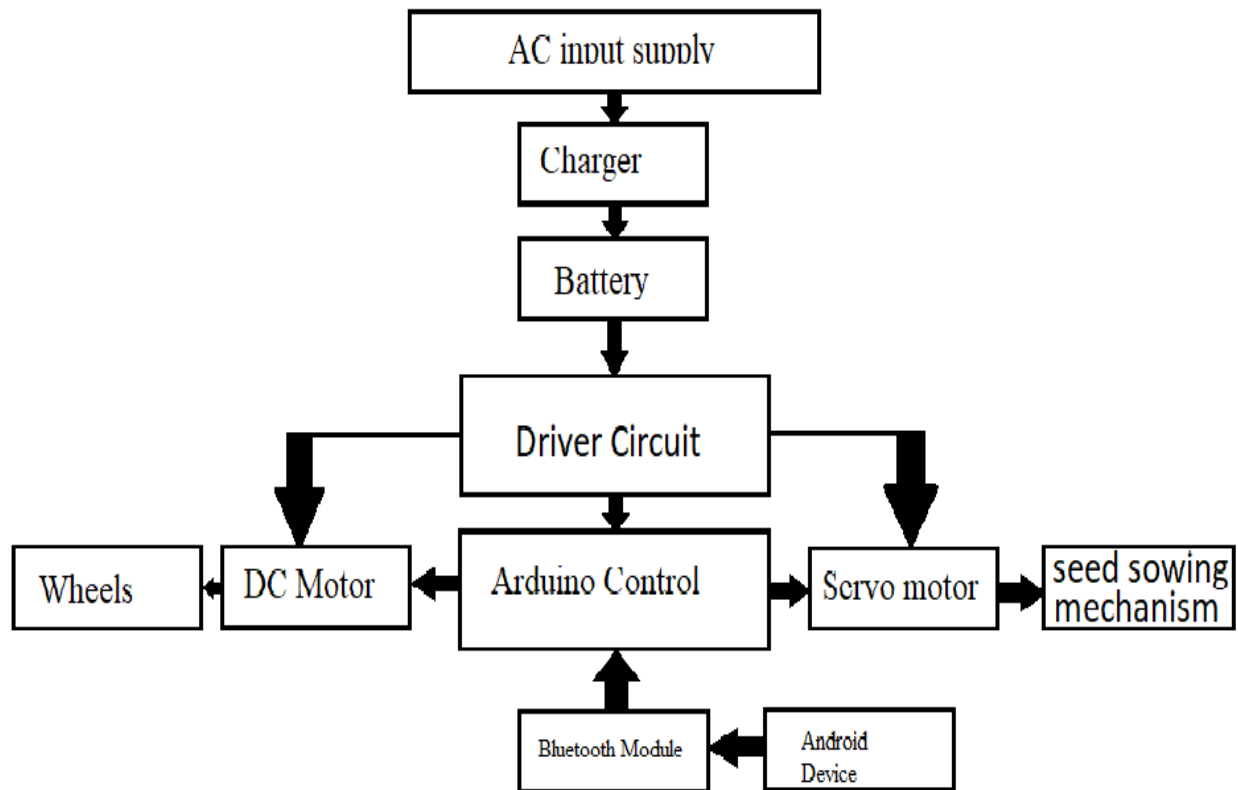 AC input supply
Charger
Battery
Driver Circuit
Wheels
DC Motor
Arduino Control
Servo motor
seed sowing
mechanism
Bluetooth Module
Android
Device